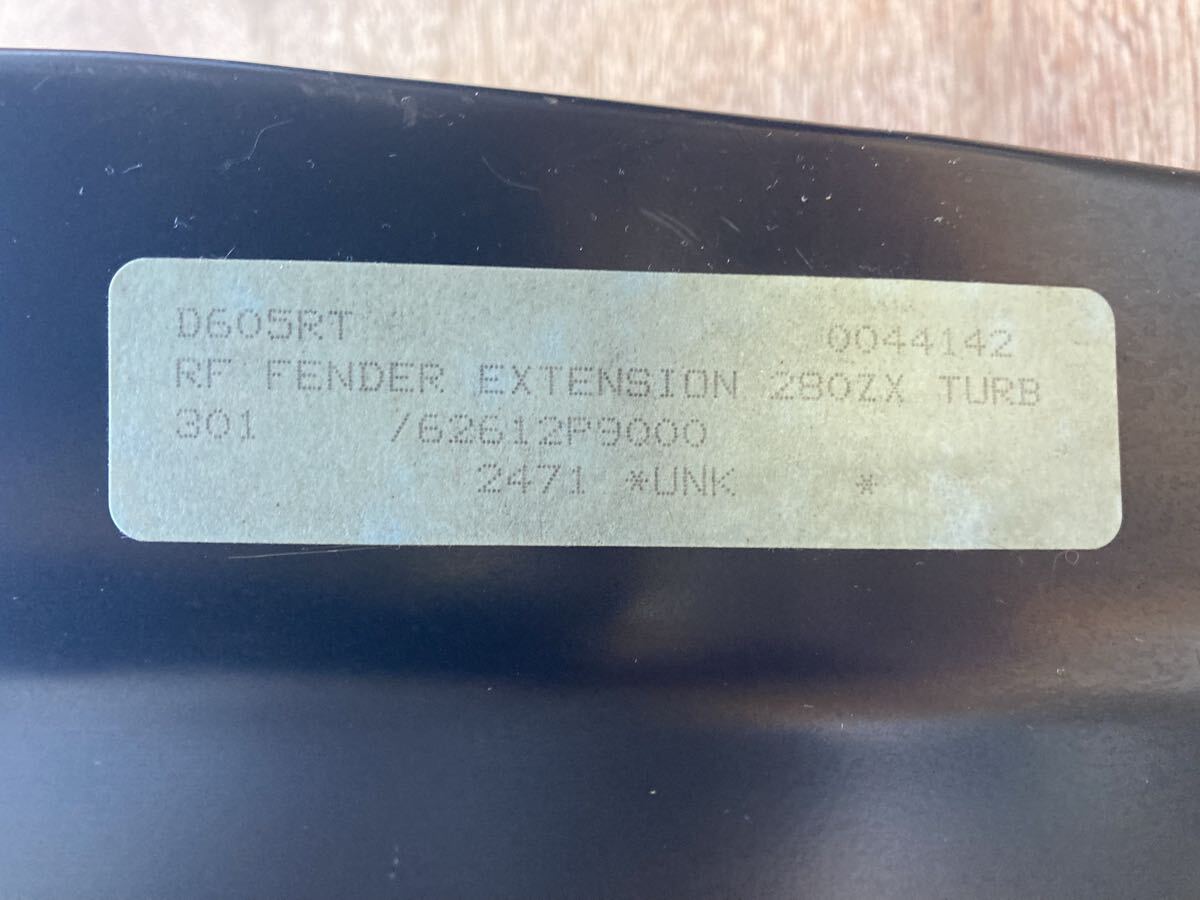 D605RT 0044142
RF FENDER EXTENSION 280ZX TURB
301 /62612P9000
2471 *UNK *